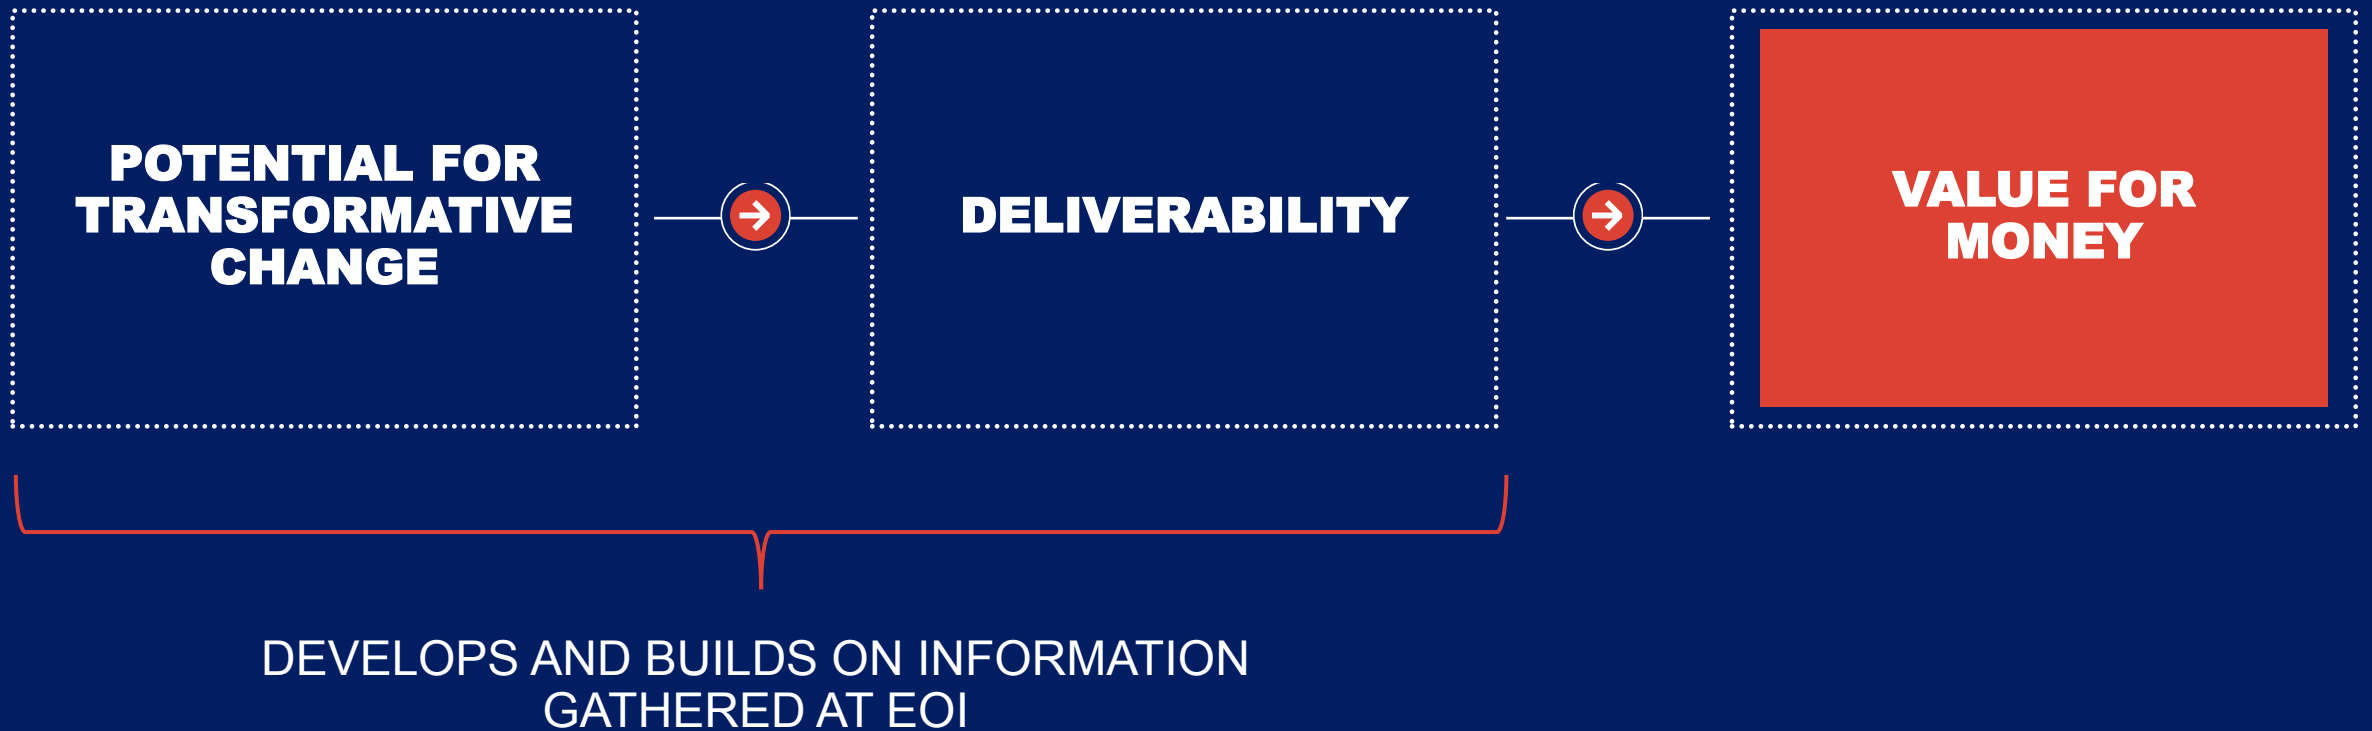 POTENTIAL FOR
TRANSFORMATIVE
CHANGE
DELIVERABILITY
VALUE FOR
MONEY
DEVELOPS AND BUILDS ON INFORMATION
GATHERED AT EOI